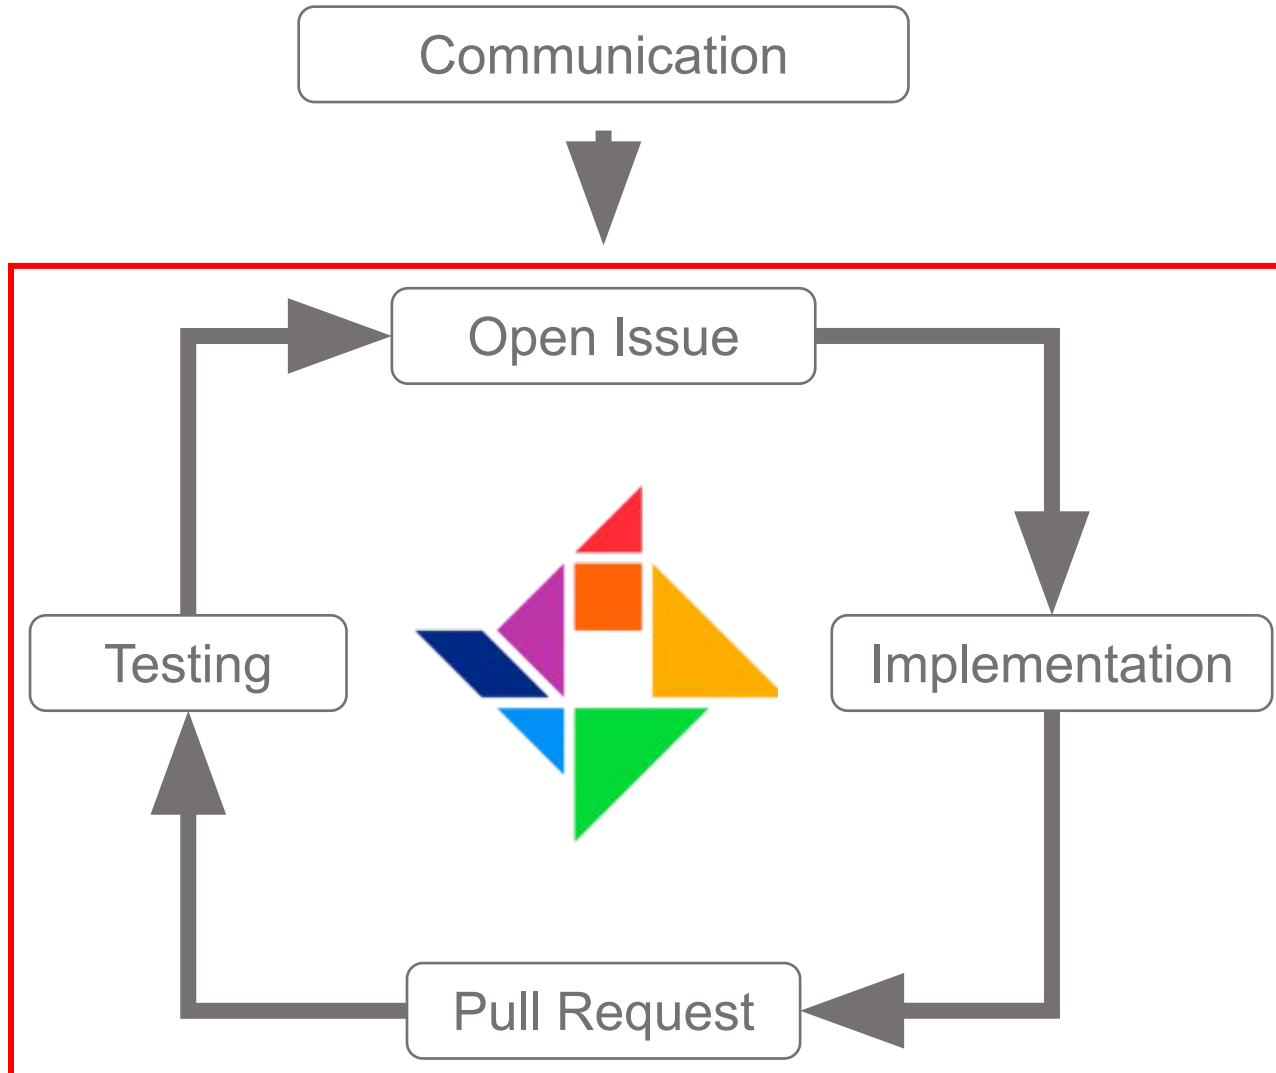 Communication
Open Issue
Testing
Implementation
Pull Request